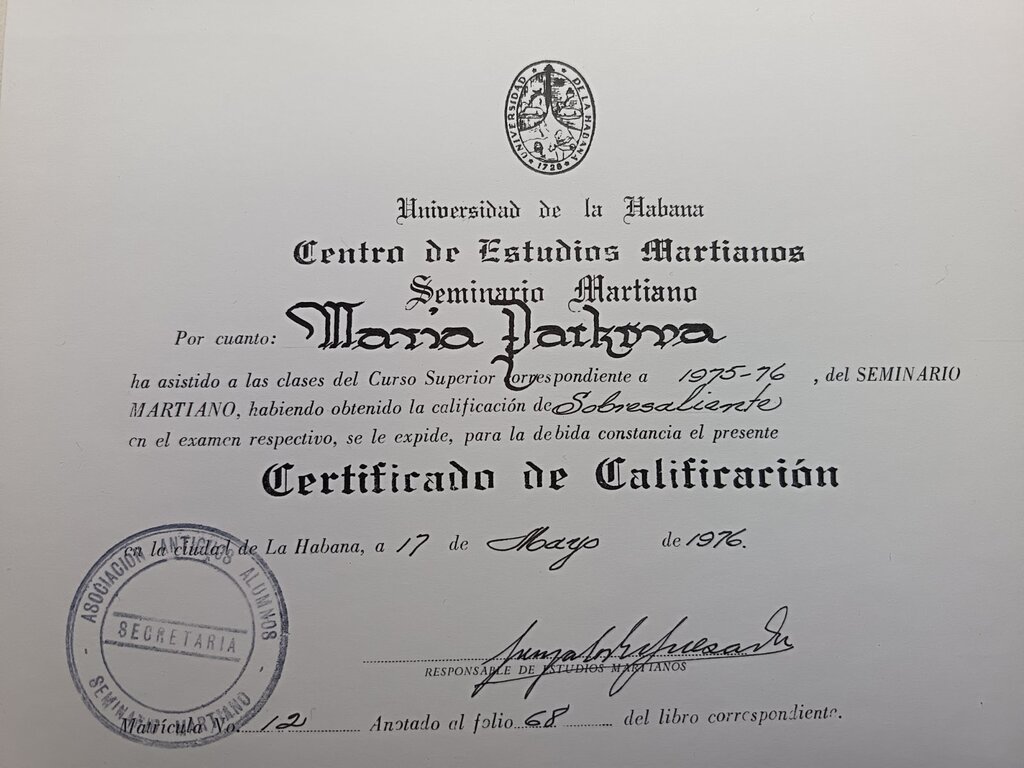 UNIVERSIDAD DE LA HABANA
1728
Universidad de la Habana
Centro de Estudios Martianos
Seminario Martiano
Por cuanto: Maria Parkova
ha asistido a las clases del Curso Superior correspondiente a 1975-76, del SEMINARIO
MARTIANO, habiendo obtenido la calificación de Sobresaliente
en el examen respectivo, se le expide, para la debida constancia el presente
Certificado de Calificación
en la ciudad de La Habana, a 17 de Mayo de 1976.
ASOCIACION ANTIGUOS ALUMNOS
SECRETARIA
SEMINARIO MARTIANO
RESPONSABLE DE ESTUDIOS MARTIANOS
Matrícula No. 12 Anotado al folio 68 del libro correspondiente.